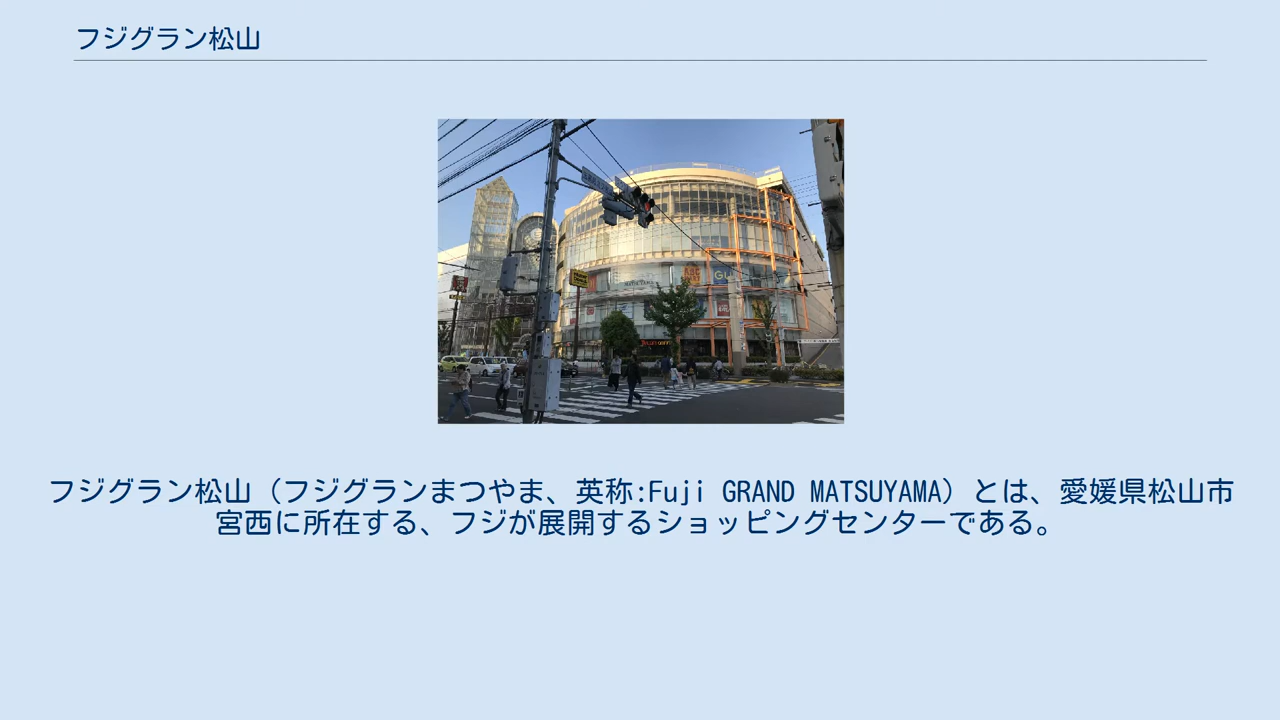 フジグラン松山
GU
フジグラン松山（フジグランまつやま、英称:Fuji GRAND MATSUYAMA）とは、愛媛県松山市
宮西に所在する、フジが展開するショッピングセンターである。